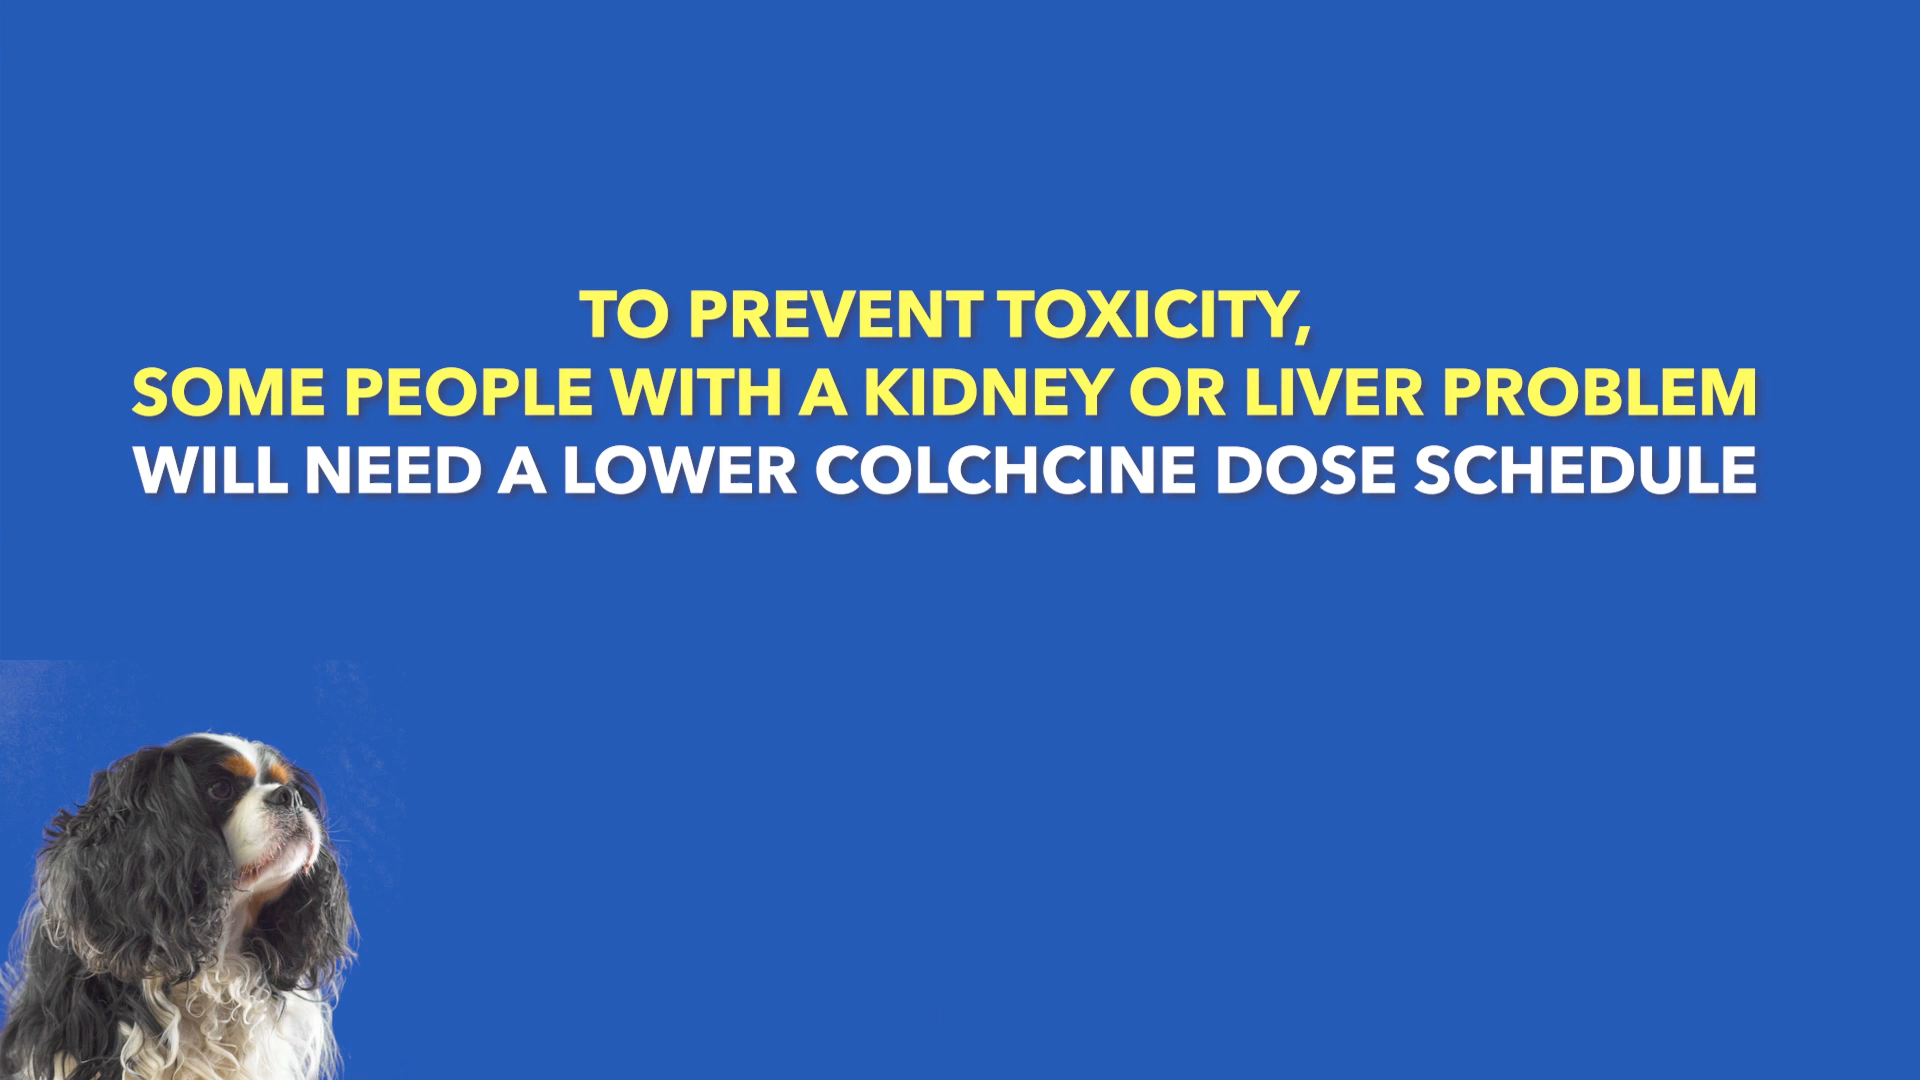 TO PREVENT TOXICITY,
SOME PEOPLE WITH A KIDNEY OR LIVER PROBLEM
WILL NEED A LOWER COLCHCINE DOSE SCHEDULE